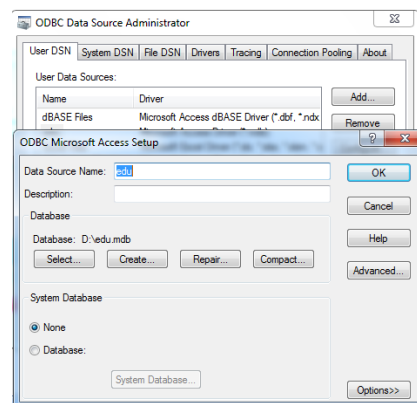 ODBC Data Source Administrator
User DSN System DSN File DSN Drivers Tracing Connection Pooling About
User Data Sources:
Name Driver Add...
dBASE Files Microsoft Access dBASE Driver (*.dbf, *.ndx
Remove
ODBC Microsoft Access Setup
Data Source Name: edu OK
Description:
Cancel
Database
Database: D:\edu.mdb Help
Select... Create... Repair... Compact...
Advanced...
System Database
None
Database:
System Database...
Options>>